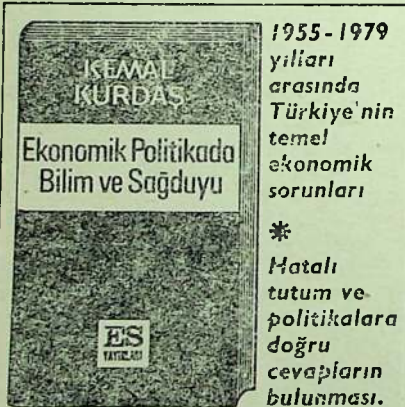 KEMAL
KURDAŞ
Ekonomik Politikada
Bilim ve Sağduyu
ES
YAYINLARI
1955-1979
yılları
arasında
Türkiye'nin
temel
ekonomik
sorunları
*
Hatalı
tutum ve
politikalara
doğru
cevapların
bulunması.